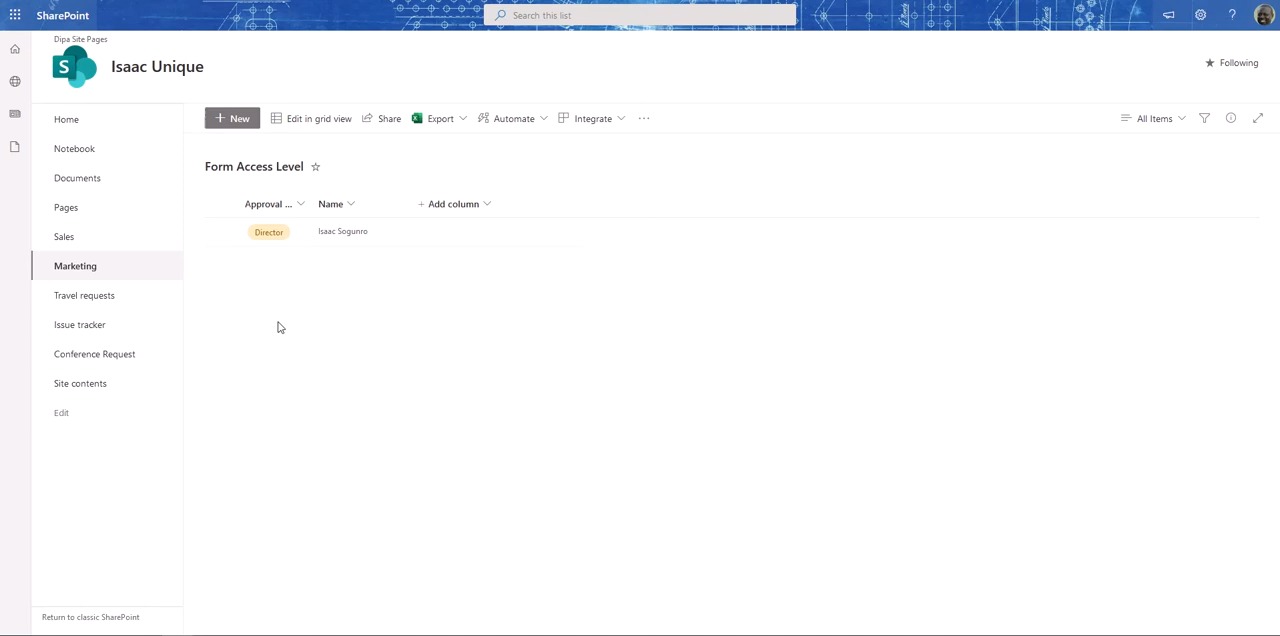 SharePoint
Search this list
?
Dipa Site Pages
S
Isaac Unique
Following
Home
Notebook
Documents
Pages
Sales
Marketing
Travel requests
Issue tracker
Conference Request
Site contents
Edit
Return to classic SharePoint
+ New
Edit in grid view
Share
Export
Automate
Integrate
...
All Items
Form Access Level
Approval ...
Name
+ Add column
Director
Isaac Sogunro